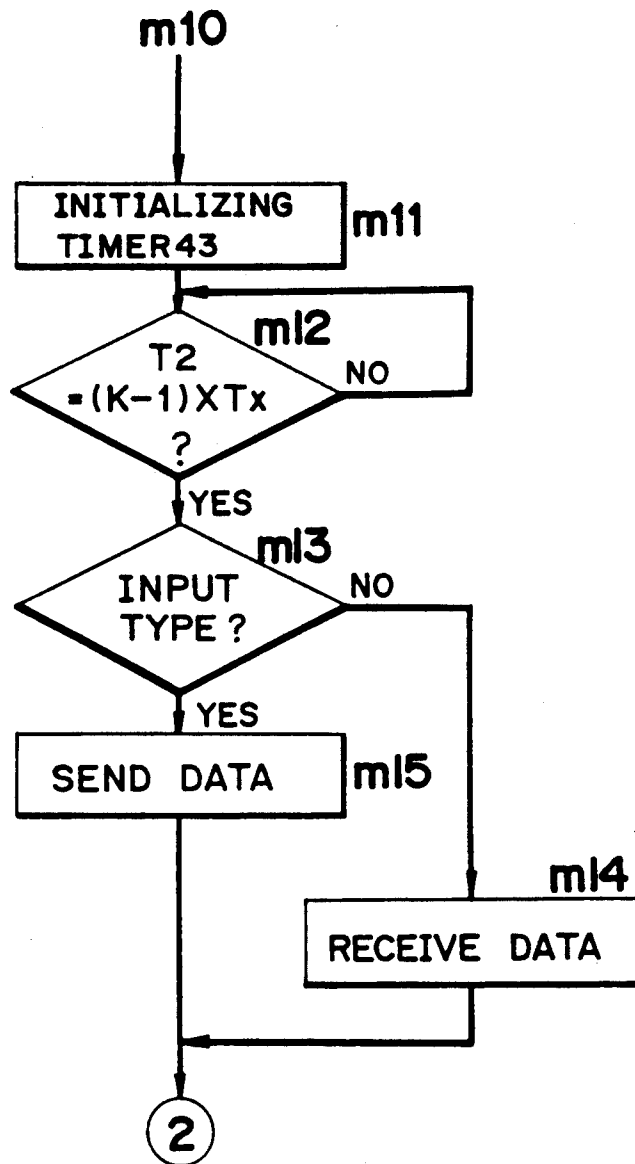 m10
INITIALIZING
TIMER43
m11
m12
T2
=(K-1)XTx
?
NO
YES
m13
INPUT
TYPE?
NO
YES
SEND DATA
m15
m14
RECEIVE DATA
2